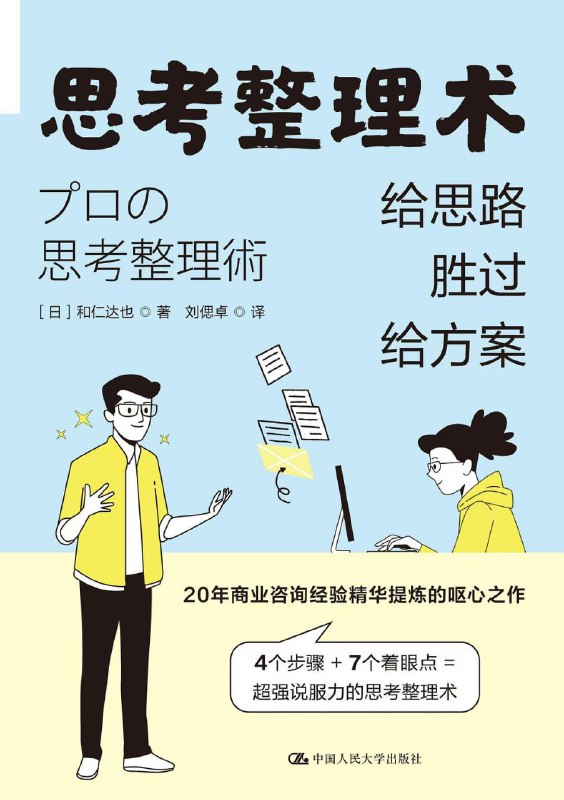 思考整理术
プロの
思考整理術
[日]和仁达也 ◎ 著 刘偲卓 ◎ 译
给思路
胜过
给方案
20年商业咨询经验精华提炼的呕心之作
4个步骤 + 7个着眼点 =
超强说服力的思考整理术
中国人民大学出版社